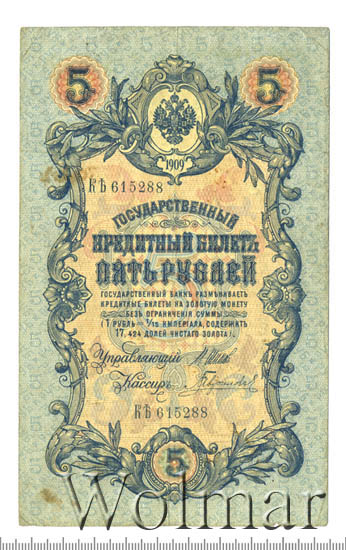 5 5
1909
КЪ 615288
ГОСУДАРСТВЕННЫЙ
КРЕДИТНЫЙ БИЛЕТЪ
ПЯТЬ РУБЛЕЙ
ГОСУДАРСТВЕННЫЙ БАНКЪ РАЗМѢНИВАЕТЪ
КРЕДИТНЫЕ БИЛЕТЫ НА ЗОЛОТУЮ МОНЕТУ
БЕЗЪ ОГРАНИЧЕНІЯ СУММЫ
(1 РУБЛЬ = 1/15 ИМПЕРІАЛА, СОДЕРЖИТЪ
17,424 ДОЛЕЙ ЧИСТАГО ЗОЛОТА).
Управляющій
Кассиръ
КЪ 615288
5
Wolmar